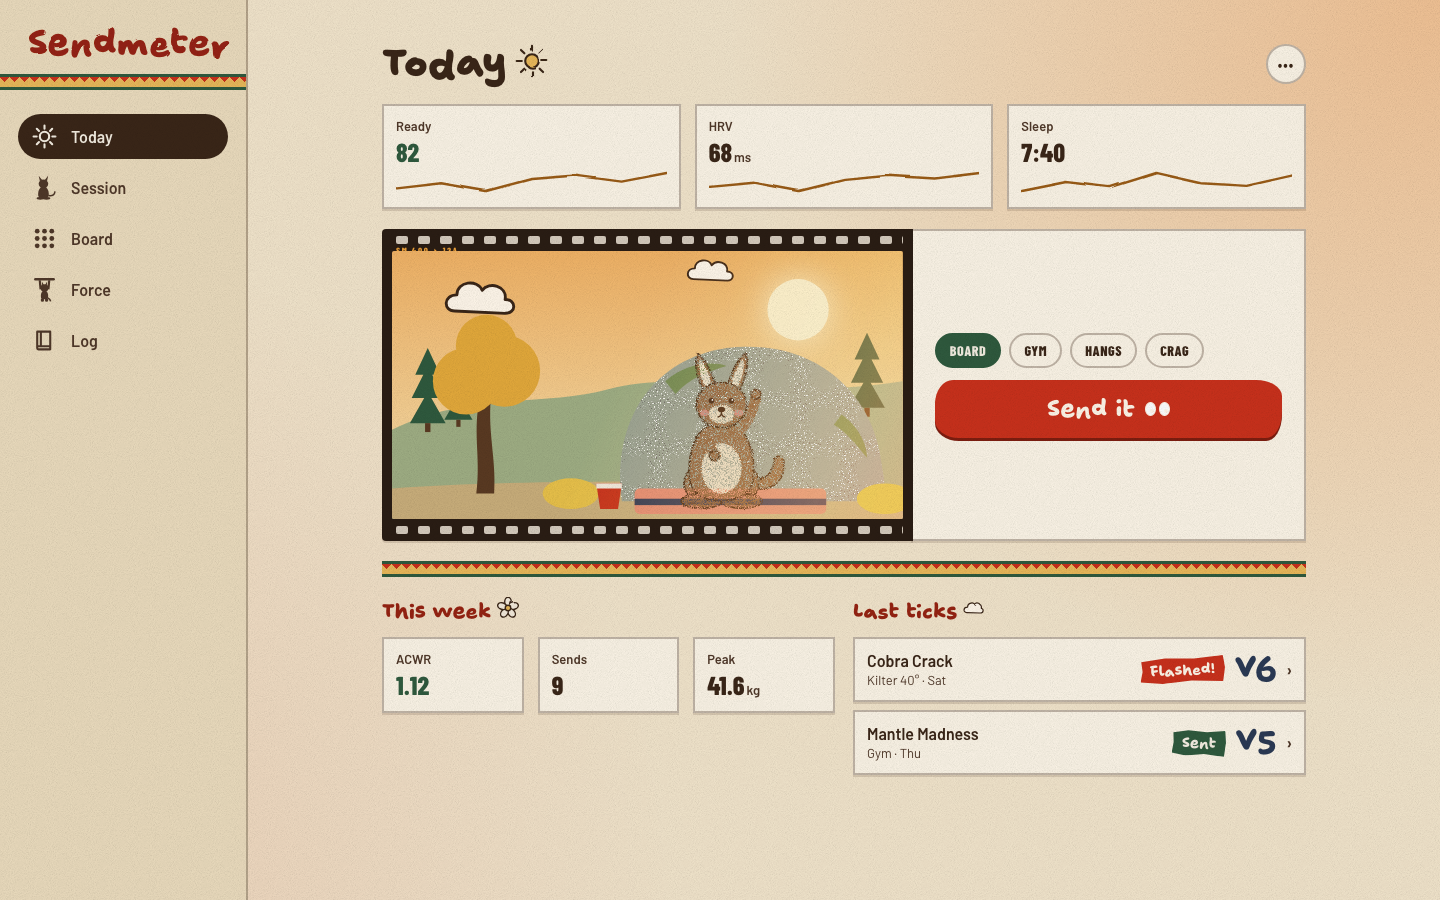 Sendmeter
Today
Session
Board
Force
Log
Today
...
Ready
82
HRV
68 ms
Sleep
7:40
BOARD GYM HANGS CRAG
Send it
This week
ACWR
1.12
Sends
9
Peak
41.6 kg
Last ticks
Cobra Crack
Kilter 40° · Sat
Flashed! V6 ›
Mantle Madness
Gym · Thu
Sent V5 ›